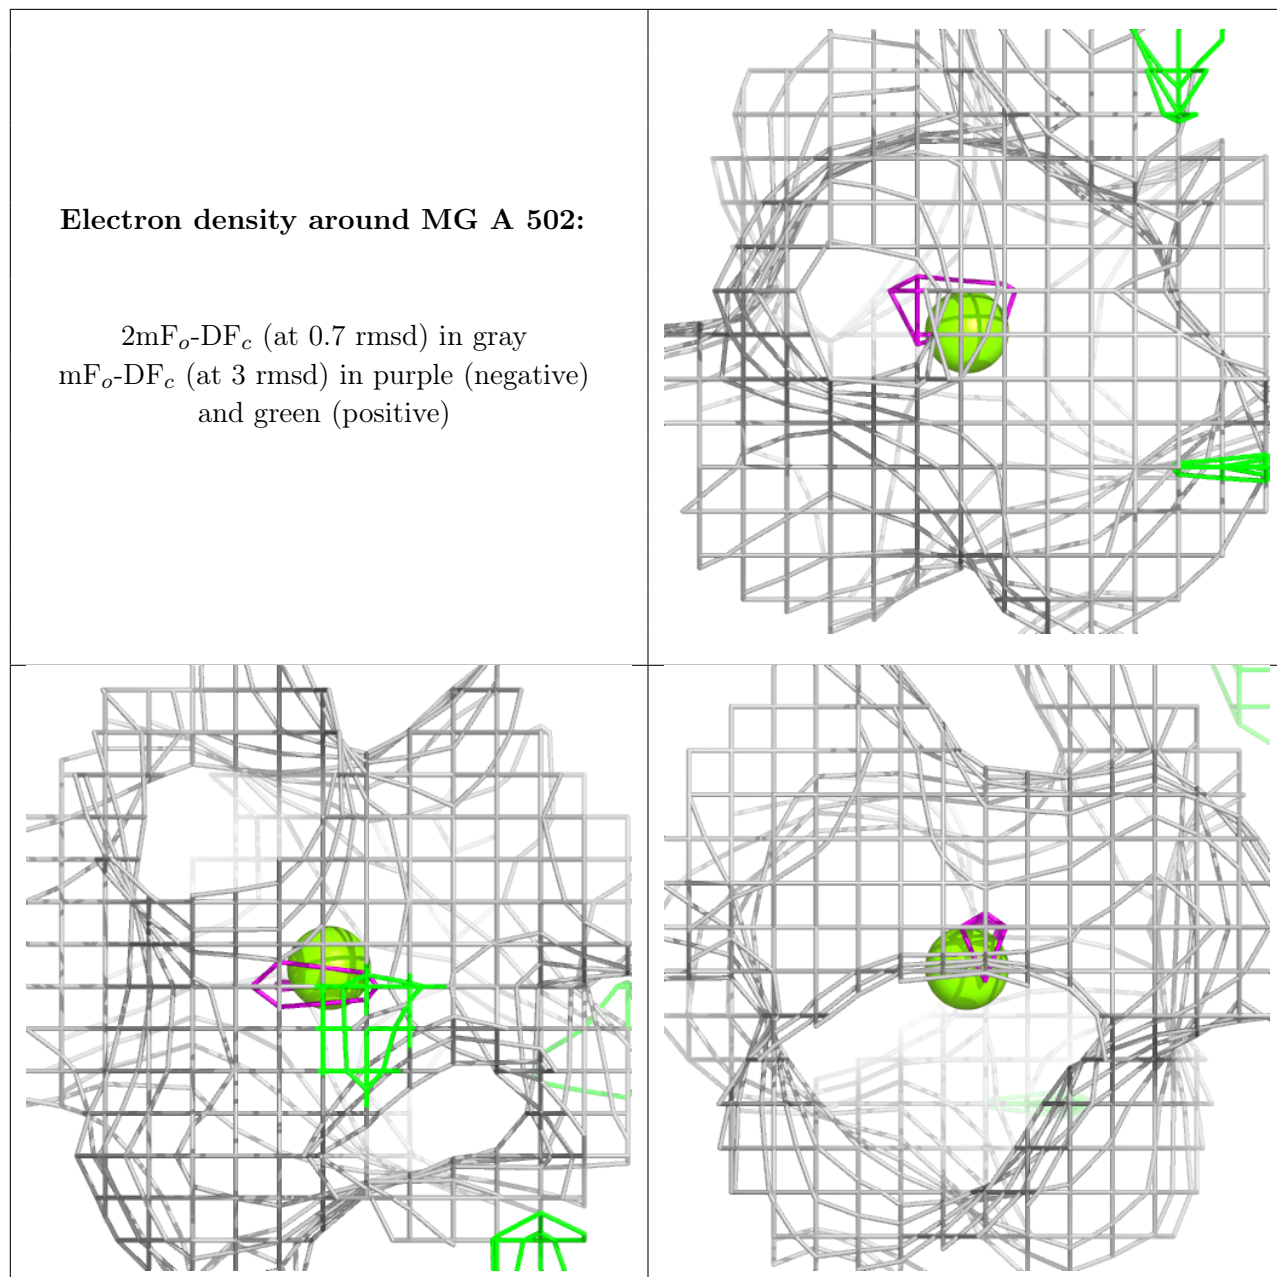 Electron density around MG A 502:
2mFo-DFc (at 0.7 rmsd) in gray
mFo-DFc (at 3 rmsd) in purple (negative)
and green (positive)